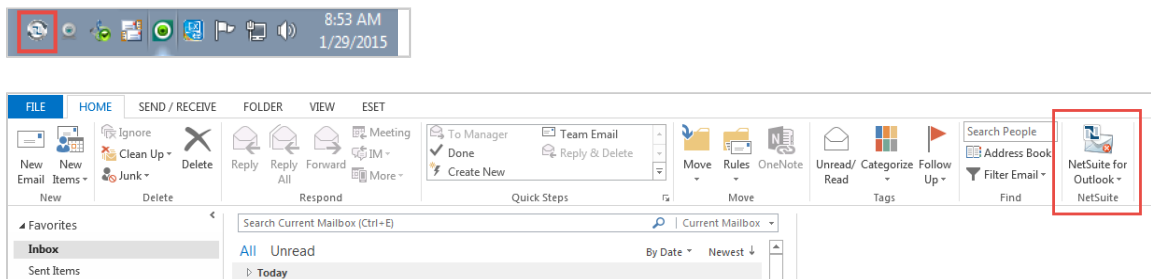 8:53 AM
1/29/2015
FILE HOME SEND / RECEIVE FOLDER VIEW ESET
Ignore
Clean Up
Junk
Delete
New Email
New Items
Reply
Reply All
Forward
Meeting
IM
More
To Manager
Done
Create New
Team Email
Reply & Delete
Move
Rules
OneNote
Unread/ Read
Categorize
Follow Up
Search People
Address Book
Filter Email
NetSuite for Outlook
New Delete Respond Quick Steps Move Tags Find NetSuite
Favorites
Inbox
Sent Items
Search Current Mailbox (Ctrl+E) Current Mailbox
All Unread By Date Newest
Today